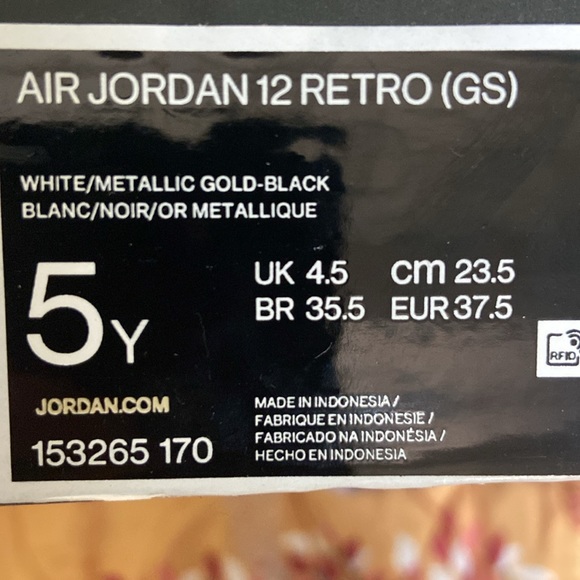 AIR JORDAN 12 RETRO (GS)
WHITE/METALLIC GOLD-BLACK
BLANC/NOIR/OR METALLIQUE
5Y
UK 4.5 cm 23.5
BR 35.5 EUR 37.5
RFID
JORDAN.COM
153265 170
MADE IN INDONESIA /
FABRIQUE EN INDONESIE /
FABRICADO NA INDONÉSIA /
HECHO EN INDONESIA